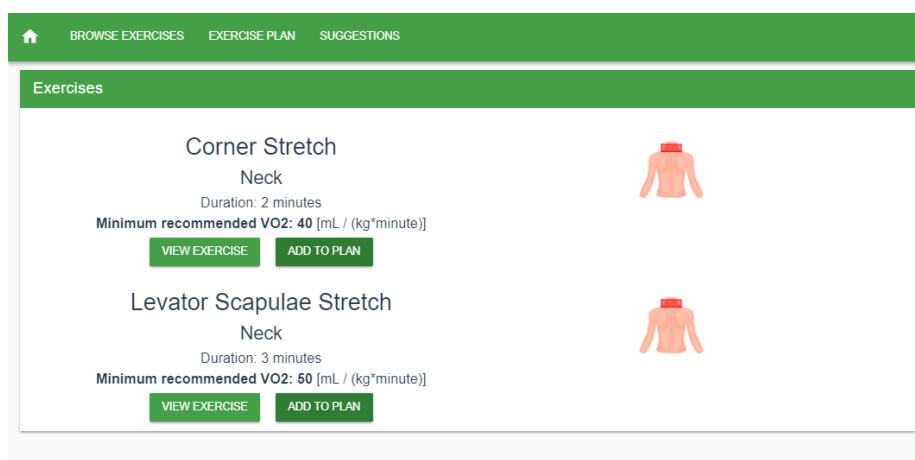 BROWSE EXERCISES EXERCISE PLAN SUGGESTIONS
Exercises
Corner Stretch
Neck
Duration: 2 minutes
Minimum recommended VO2: 40 [mL / (kg*minute)]
VIEW EXERCISE ADD TO PLAN
Levator Scapulae Stretch
Neck
Duration: 3 minutes
Minimum recommended VO2: 50 [mL / (kg*minute)]
VIEW EXERCISE ADD TO PLAN